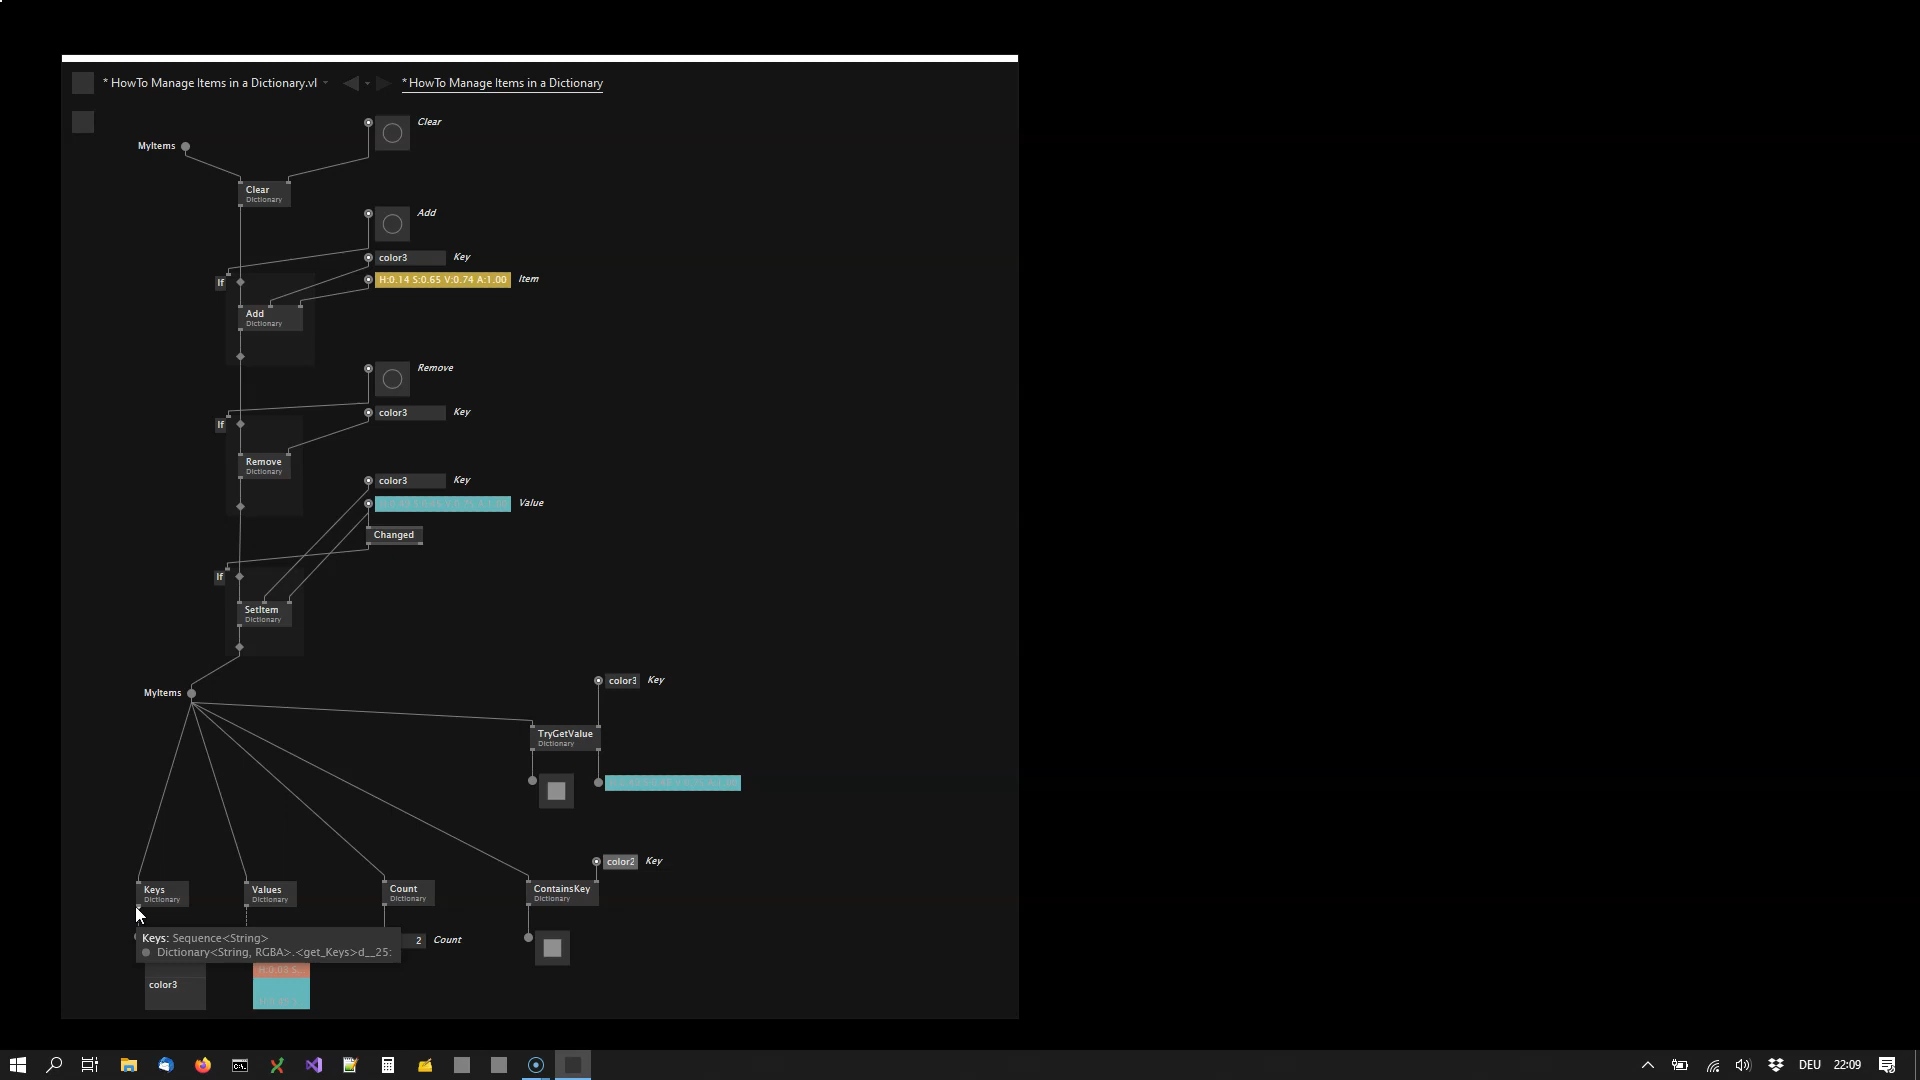 * HowTo Manage Items in a Dictionary.vl
* HowTo Manage Items in a Dictionary
Clear
MyItems
Clear
Dictionary
Add
color3 Key
H:0.14 S:0.65 V:0.74 A:1.00 Item
If
Add
Dictionary
Remove
color3 Key
If
Remove
Dictionary
color3 Key
Value
Changed
If
SetItem
Dictionary
color3 Key
MyItems
TryGetValue
Dictionary
color2 Key
Keys
Dictionary
Values
Dictionary
Count
Dictionary
ContainsKey
Dictionary
Keys: Sequence<String>
Dictionary<String, RGBA>.<get_Keys>d__25:
2 Count
color3
DEU 22:09